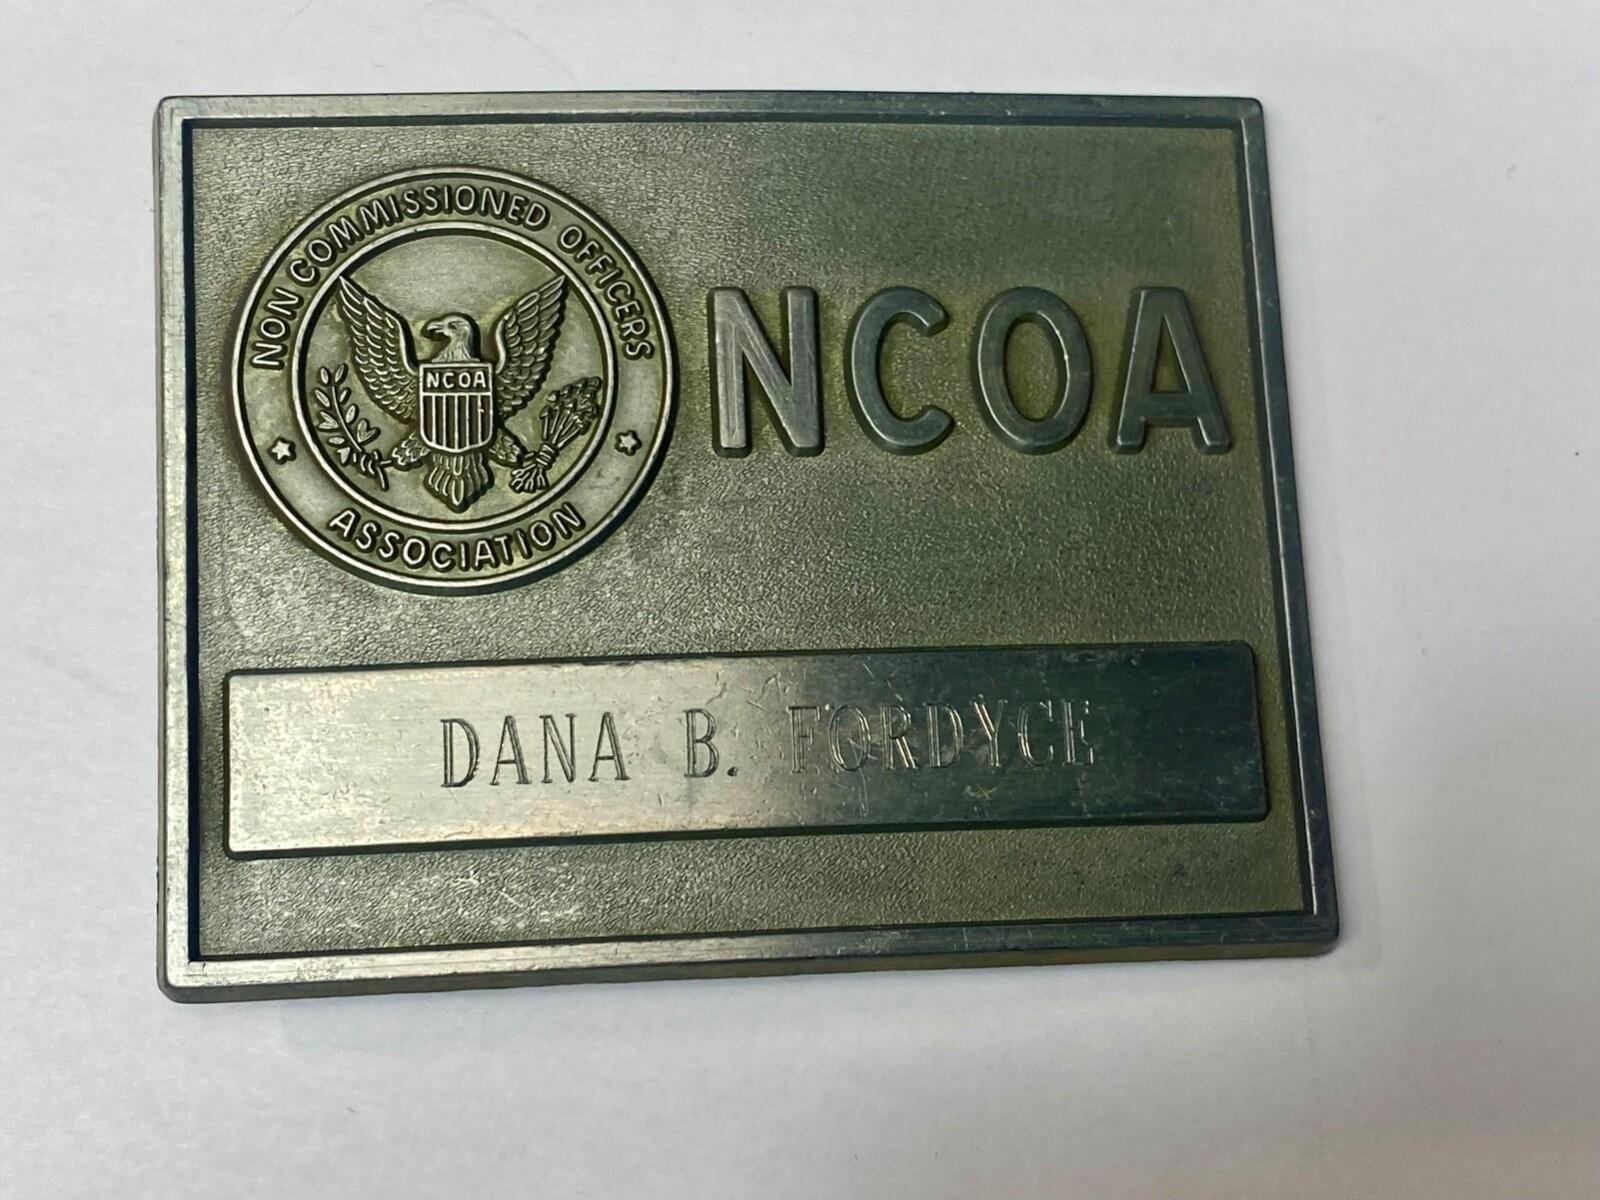 NON COMMISSIONED OFFICERS
ASSOCIATION
NCOA
NCOA
DANA B. FORDYCE